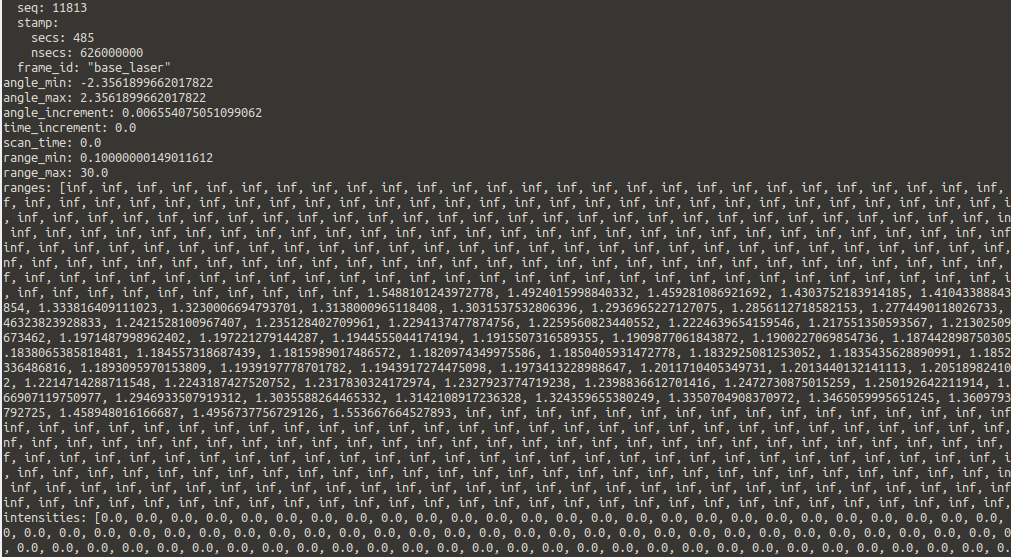 seq: 11813
stamp:
secs: 485
nsecs: 626000000
frame_id: "base_laser"
angle_min: -2.3561899662017822
angle_max: 2.3561899662017822
angle_increment: 0.006554075051099062
time_increment: 0.0
scan_time: 0.0
range_min: 0.10000000149011612
range_max: 30.0
ranges: [inf, inf, inf, inf, inf, inf, inf, inf, inf, inf, inf, inf, inf, inf, inf, inf, inf, inf, inf, inf, inf, inf, inf, inf, inf, inf, inf,
f, inf, inf, inf, inf, inf, inf, inf, inf, inf, inf, inf, inf, inf, inf, inf, inf, inf, inf, inf, inf, inf, inf, inf, inf, inf, inf, inf, inf, i
, inf, inf, inf, inf, inf, inf, inf, inf, inf, inf, inf, inf, inf, inf, inf, inf, inf, inf, inf, inf, inf, inf, inf, inf, inf, inf, inf, inf, in
inf, inf, inf, inf, inf, inf, inf, inf, inf, inf, inf, inf, inf, inf, inf, inf, inf, inf, inf, inf, inf, inf, inf, inf, inf, inf, inf, inf, inf
inf, inf, inf, inf, inf, inf, inf, inf, inf, inf, inf, inf, inf, inf, inf, inf, inf, inf, inf, inf, inf, inf, inf, inf, inf, inf, inf, inf, inf,
nf, inf, inf, inf, inf, inf, inf, inf, inf, inf, inf, inf, inf, inf, inf, inf, inf, inf, inf, inf, inf, inf, inf, inf, inf, inf, inf, inf, inf,
f, inf, inf, inf, inf, inf, inf, inf, inf, inf, inf, inf, inf, inf, inf, inf, inf, inf, inf, inf, inf, inf, inf, inf, inf, inf, inf, inf, inf, i
, inf, inf, inf, inf, inf, inf, inf, inf, inf, inf, 1.5488101243972778, 1.4924015998840332, 1.459281086921692, 1.4303752183914185, 1.41043388843
854, 1.333816409111023, 1.3230006694793701, 1.3138000965118408, 1.3031537532806396, 1.2936965227127075, 1.2856112718582153, 1.2774490118026733,
46323823928833, 1.2421528100967407, 1.235128402709961, 1.2294137477874756, 1.2259560823440552, 1.2224639654159546, 1.217551350593567, 1.21302509
673462, 1.1971487998962402, 1.197221279144287, 1.1944555044174194, 1.1915507316589355, 1.1909877061843872, 1.1900227069854736, 1.187442898750305
.1838065385818481, 1.184557318687439, 1.1815989017486572, 1.1820974349975586, 1.1850405931472778, 1.1832925081253052, 1.1835435628890991, 1.1852
336486816, 1.1893095970153809, 1.1939197778701782, 1.1943917274475098, 1.1973413228988647, 1.2011710405349731, 1.2013440132141113, 1.20518982410
2, 1.2214714288711548, 1.2243187427520752, 1.2317830324172974, 1.2327923774719238, 1.2398836612701416, 1.2472730875015259, 1.250192642211914, 1.
66907119750977, 1.2946933507919312, 1.3035588264465332, 1.3142108917236328, 1.324359655380249, 1.3350704908370972, 1.3465059995651245, 1.3609793
792725, 1.458948016166687, 1.4956737756729126, 1.553667664527893, inf, inf, inf, inf, inf, inf, inf, inf, inf, inf, inf, inf, inf, inf, inf, inf
inf, inf, inf, inf, inf, inf, inf, inf, inf, inf, inf, inf, inf, inf, inf, inf, inf, inf, inf, inf, inf, inf, inf, inf, inf, inf, inf, inf, inf,
nf, inf, inf, inf, inf, inf, inf, inf, inf, inf, inf, inf, inf, inf, inf, inf, inf, inf, inf, inf, inf, inf, inf, inf, inf, inf, inf, inf, inf,
f, inf, inf, inf, inf, inf, inf, inf, inf, inf, inf, inf, inf, inf, inf, inf, inf, inf, inf, inf, inf, inf, inf, inf, inf, inf, inf, inf, inf, i
, inf, inf, inf, inf, inf, inf, inf, inf, inf, inf, inf, inf, inf, inf, inf, inf, inf, inf, inf, inf, inf, inf, inf, inf, inf, inf, inf, inf, in
inf, inf, inf, inf, inf, inf, inf, inf, inf, inf, inf, inf, inf, inf, inf, inf, inf, inf, inf, inf, inf, inf, inf, inf, inf, inf, inf, inf, inf
inf, inf, inf, inf, inf, inf, inf, inf, inf, inf, inf, inf, inf, inf, inf, inf, inf, inf, inf, inf, inf, inf, inf, inf, inf, inf, inf, inf, inf,
intensities: [0.0, 0.0, 0.0, 0.0, 0.0, 0.0, 0.0, 0.0, 0.0, 0.0, 0.0, 0.0, 0.0, 0.0, 0.0, 0.0, 0.0, 0.0, 0.0, 0.0, 0.0, 0.0, 0.0, 0.0, 0.0, 0.0,
0, 0.0, 0.0, 0.0, 0.0, 0.0, 0.0, 0.0, 0.0, 0.0, 0.0, 0.0, 0.0, 0.0, 0.0, 0.0, 0.0, 0.0, 0.0, 0.0, 0.0, 0.0, 0.0, 0.0, 0.0, 0.0, 0.0, 0.0, 0.0, 0
, 0.0, 0.0, 0.0, 0.0, 0.0, 0.0, 0.0, 0.0, 0.0, 0.0, 0.0, 0.0, 0.0, 0.0, 0.0, 0.0, 0.0, 0.0, 0.0, 0.0, 0.0, 0.0, 0.0, 0.0, 0.0, 0.0, 0.0, 0.0, 0.